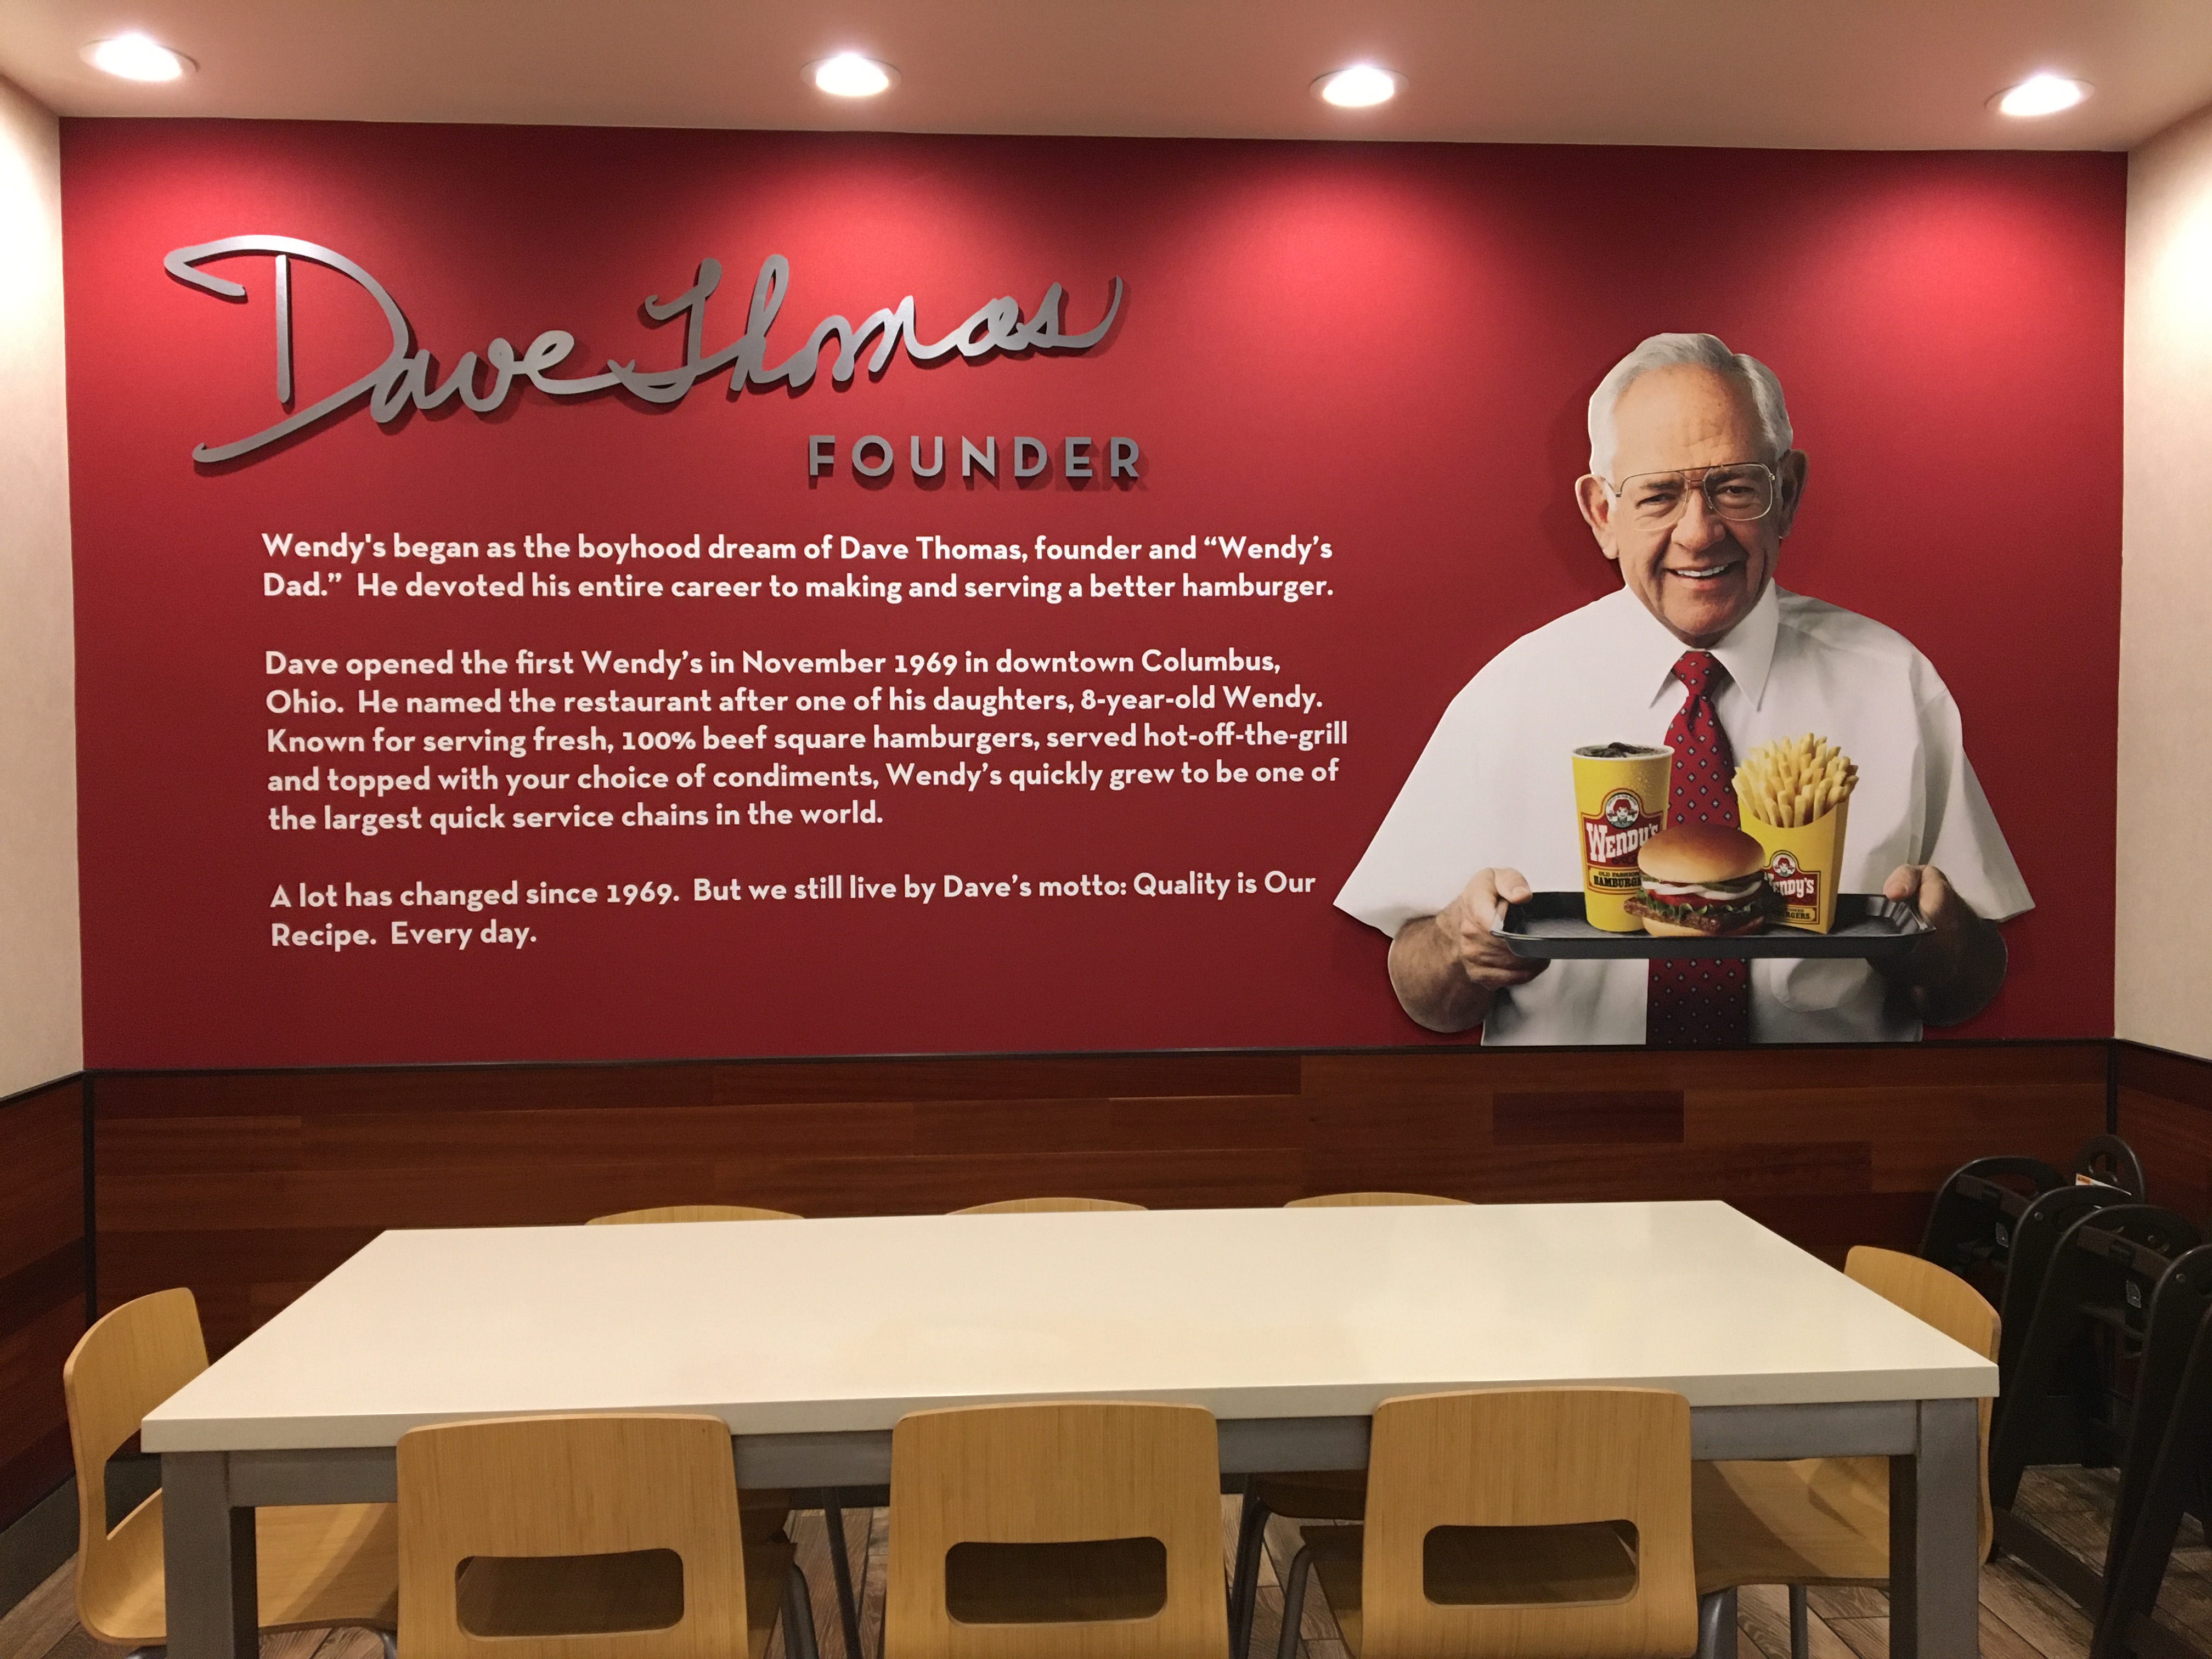 Dave Thomas
FOUNDER
Wendy's began as the boyhood dream of Dave Thomas, founder and “Wendy’s
Dad.” He devoted his entire career to making and serving a better hamburger.
Dave opened the first Wendy’s in November 1969 in downtown Columbus,
Ohio. He named the restaurant after one of his daughters, 8-year-old Wendy.
Known for serving fresh, 100% beef square hamburgers, served hot-off-the-grill
and topped with your choice of condiments, Wendy’s quickly grew to be one of
the largest quick service chains in the world.
A lot has changed since 1969. But we still live by Dave’s motto: Quality is Our
Recipe. Every day.
WENDY'S
OLD FASHION
HAMBURG
Wendy's
RGERS